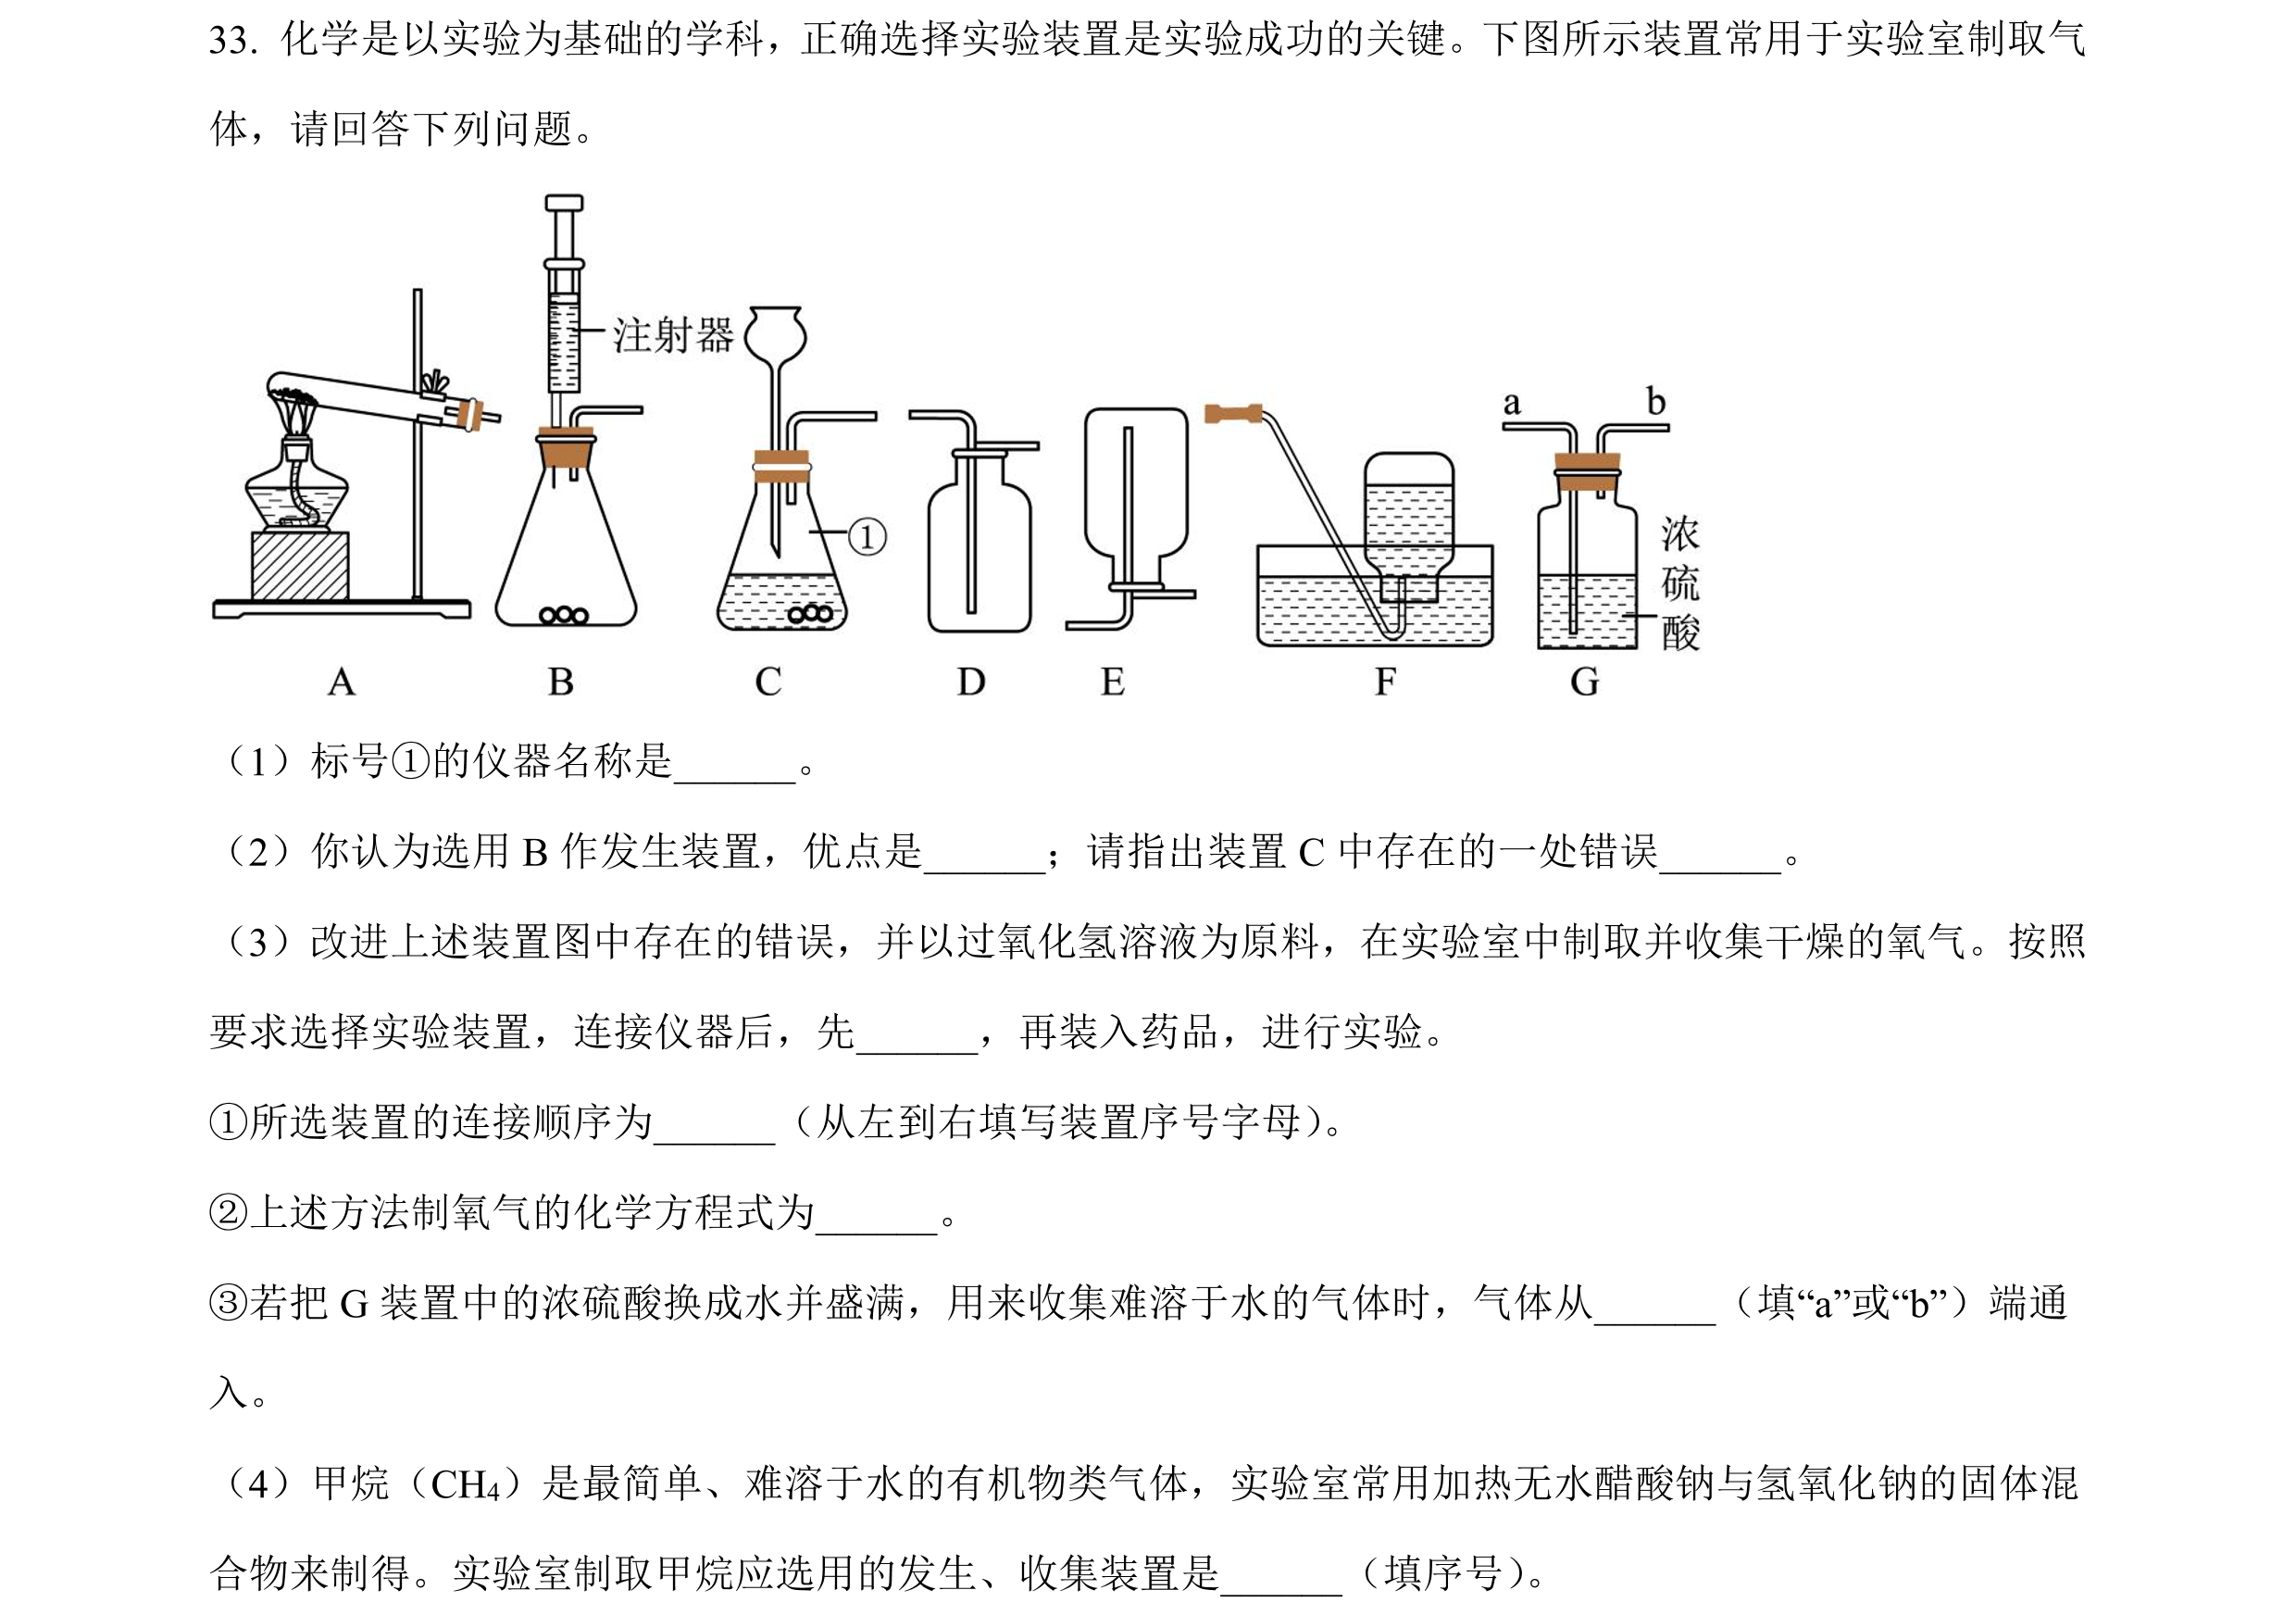 33. 化学是以实验为基础的学科，正确选择实验装置是实验成功的关键。下图所示装置常用于实验室制取气
体，请回答下列问题。
注射器
①
a
b
浓
硫
酸
A B C D E F G
（1）标号①的仪器名称是______。
（2）你认为选用 B 作发生装置，优点是______；请指出装置 C 中存在的一处错误______。
（3）改进上述装置图中存在的错误，并以过氧化氢溶液为原料，在实验室中制取并收集干燥的氧气。按照
要求选择实验装置，连接仪器后，先______，再装入药品，进行实验。
①所选装置的连接顺序为______（从左到右填写装置序号字母）。
②上述方法制氧气的化学方程式为______。
③若把 G 装置中的浓硫酸换成水并盛满，用来收集难溶于水的气体时，气体从______（填“a”或“b”）端通
入。
（4）甲烷（CH₄）是最简单、难溶于水的有机物类气体，实验室常用加热无水醋酸钠与氢氧化钠的固体混
合物来制得。实验室制取甲烷应选用的发生、收集装置是______（填序号）。